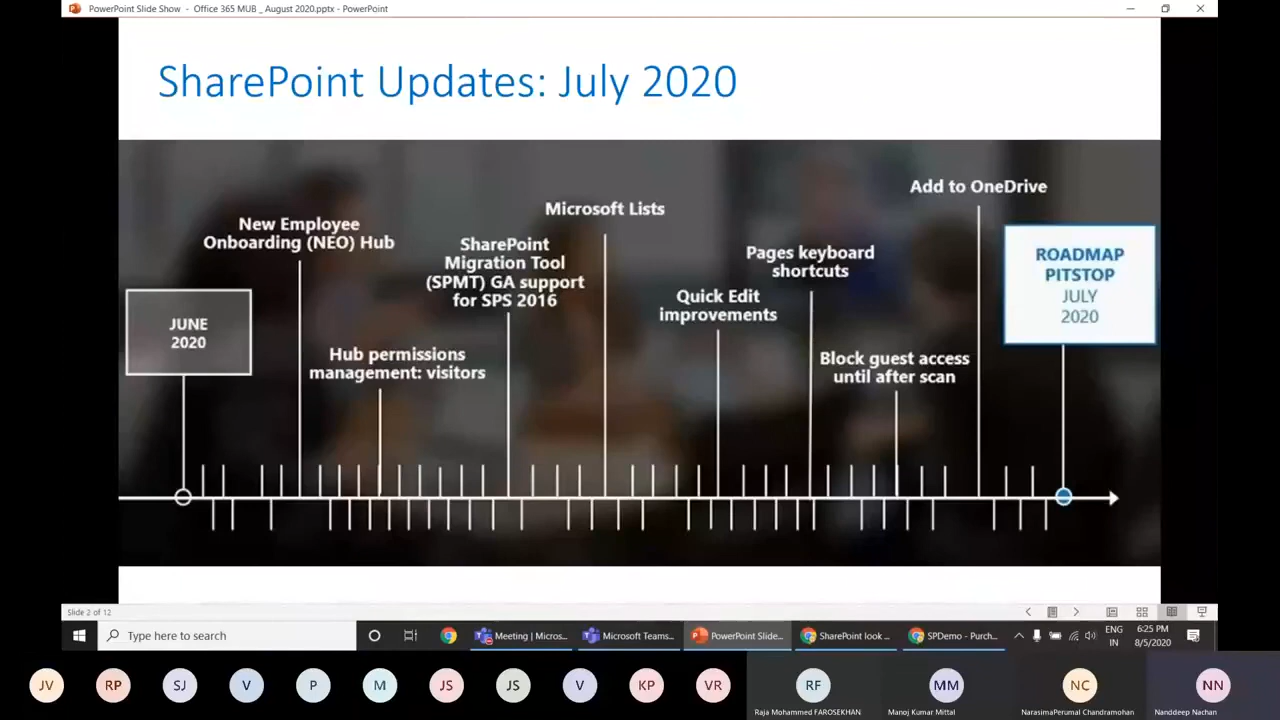 PowerPoint Slide Show - Office 365 MUB _ August 2020.pptx - PowerPoint
SharePoint Updates: July 2020
Add to OneDrive
Microsoft Lists
New Employee
Onboarding (NEO) Hub
SharePoint
Migration Tool
(SPMT) GA support
for SPS 2016
Pages keyboard
shortcuts
ROADMAP
PITSTOP
JULY
2020
Quick Edit
improvements
JUNE
2020
Hub permissions
management: visitors
Block guest access
until after scan
Slide 2 of 12
Type here to search
Meeting | Micros...
Microsoft Teams...
PowerPoint Slide...
SharePoint look ...
SPDemo - Purch...
ENG
IN
6:25 PM
8/5/2020
JV
RP
SJ
V
P
M
JS
JS
V
KP
VR
RF
MM
NC
NN
Raja Mohammed FAROSEKHAN
Manoj Kumar Mittal
NarasimaPerumal Chandramohan
Nanddeep Nachan